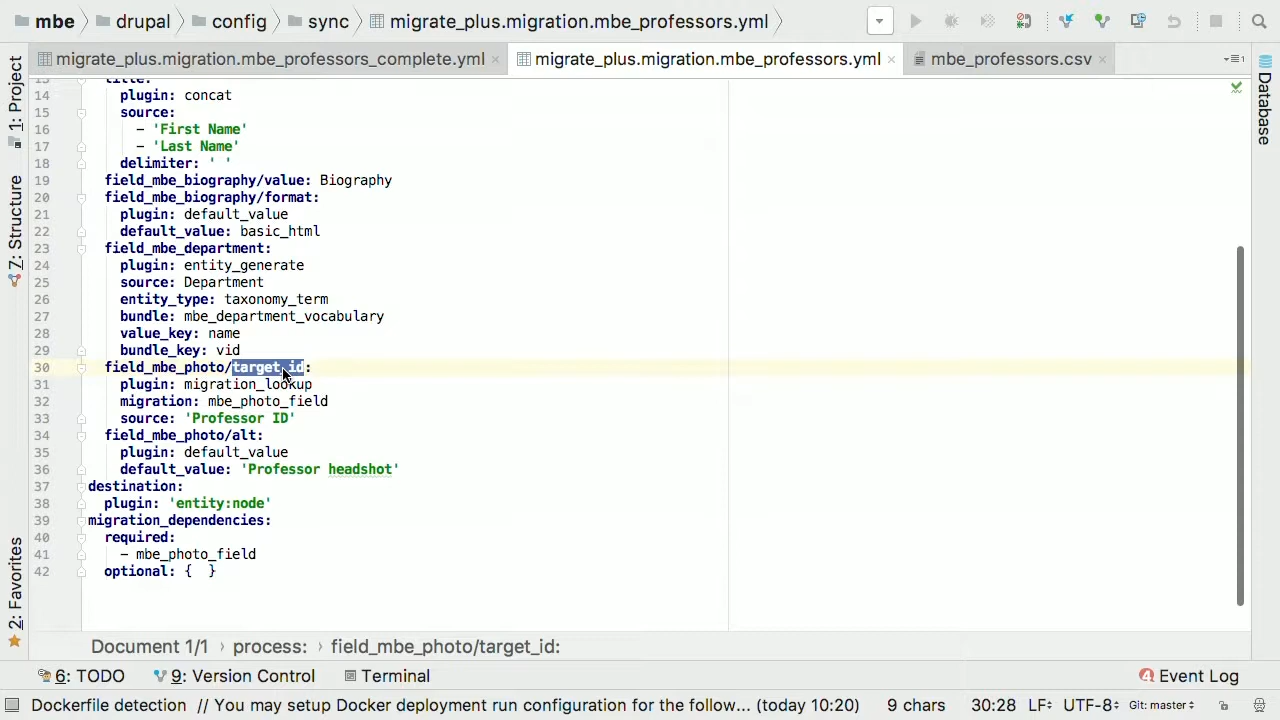 mbe drupal config sync migrate_plus.migration.mbe_professors.yml
migrate_plus.migration.mbe_professors_complete.yml × migrate_plus.migration.mbe_professors.yml × mbe_professors.csv ×
1: Project
Z: Structure
2: Favorites
Database
13 title:
14 plugin: concat
15 source:
16 - 'First Name'
17 - 'Last Name'
18 delimiter: ' '
19 field_mbe_biography/value: Biography
20 field_mbe_biography/format:
21 plugin: default_value
22 default_value: basic_html
23 field_mbe_department:
24 plugin: entity_generate
25 source: Department
26 entity_type: taxonomy_term
27 bundle: mbe_department_vocabulary
28 value_key: name
29 bundle_key: vid
30 field_mbe_photo/target_id:
31 plugin: migration_lookup
32 migration: mbe_photo_field
33 source: 'Professor ID'
34 field_mbe_photo/alt:
35 plugin: default_value
36 default_value: 'Professor headshot'
37 destination:
38 plugin: 'entity:node'
39 migration_dependencies:
40 required:
41 - mbe_photo_field
42 optional: { }
Document 1/1 › process: › field_mbe_photo/target_id:
6: TODO 9: Version Control Terminal 4 Event Log
Dockerfile detection // You may setup Docker deployment run configuration for the follow... (today 10:20) 9 chars 30:28 LF UTF-8 Git: master